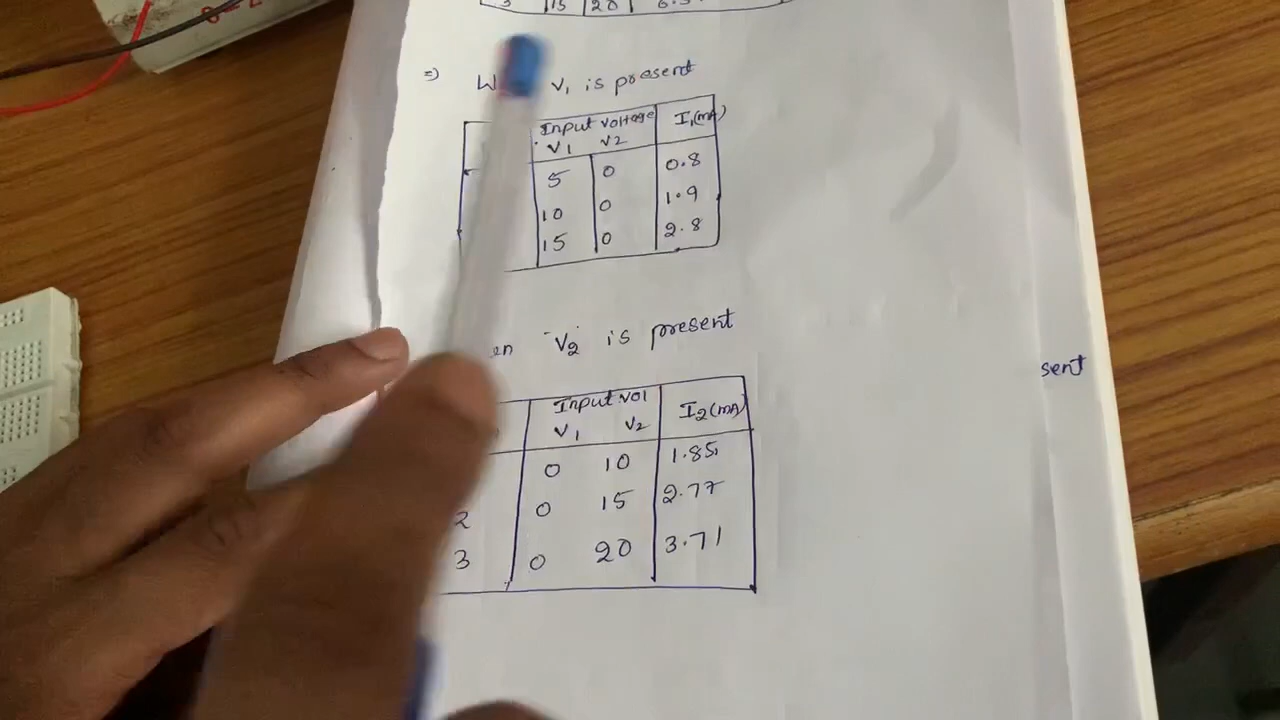 3 15 20
=) V1 is present
Input voltage I1(mA)
V1 V2
5 0 0.8
10 0 1.9
15 0 2.8
V2 is present
sent
Input vol I2(mA)
V1 V2
0 10 1.85
2 0 15 2.77
3 0 20 3.71